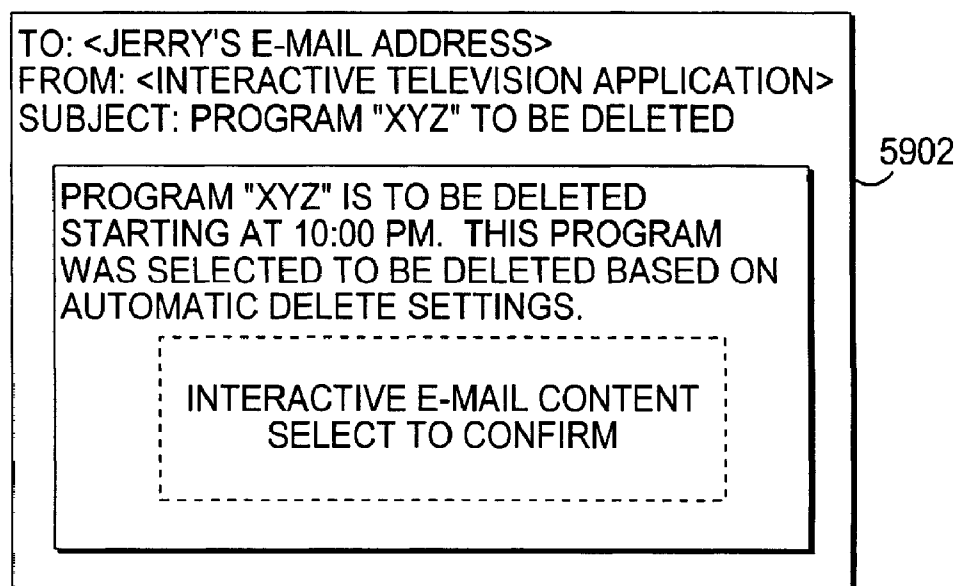 TO: <JERRY'S E-MAIL ADDRESS>
FROM: <INTERACTIVE TELEVISION APPLICATION>
SUBJECT: PROGRAM "XYZ" TO BE DELETED
5902
PROGRAM "XYZ" IS TO BE DELETED
STARTING AT 10:00 PM. THIS PROGRAM
WAS SELECTED TO BE DELETED BASED ON
AUTOMATIC DELETE SETTINGS.
INTERACTIVE E-MAIL CONTENT
SELECT TO CONFIRM